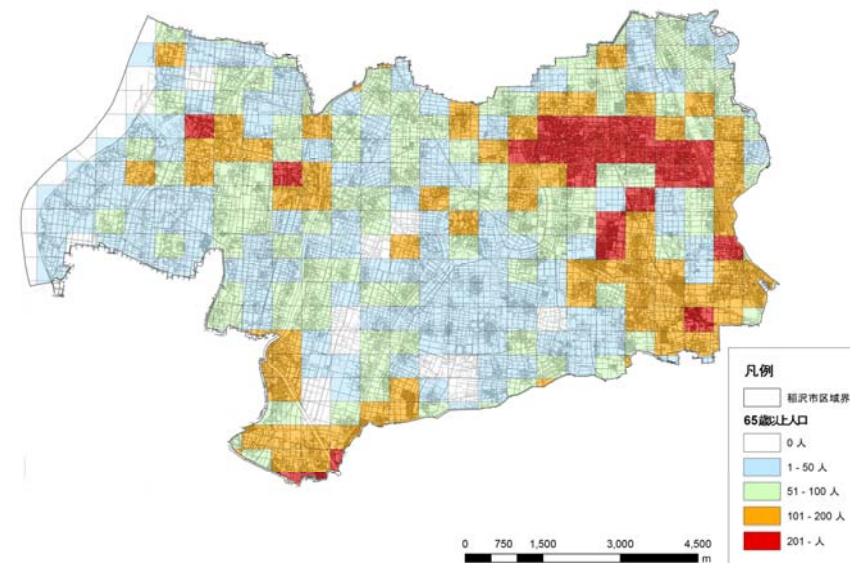 凡例
稲沢市区域界
65歳以上人口
0 人
1 - 50 人
51 - 100 人
101 - 200 人
201 - 人
0 750 1,500 3,000 4,500
m